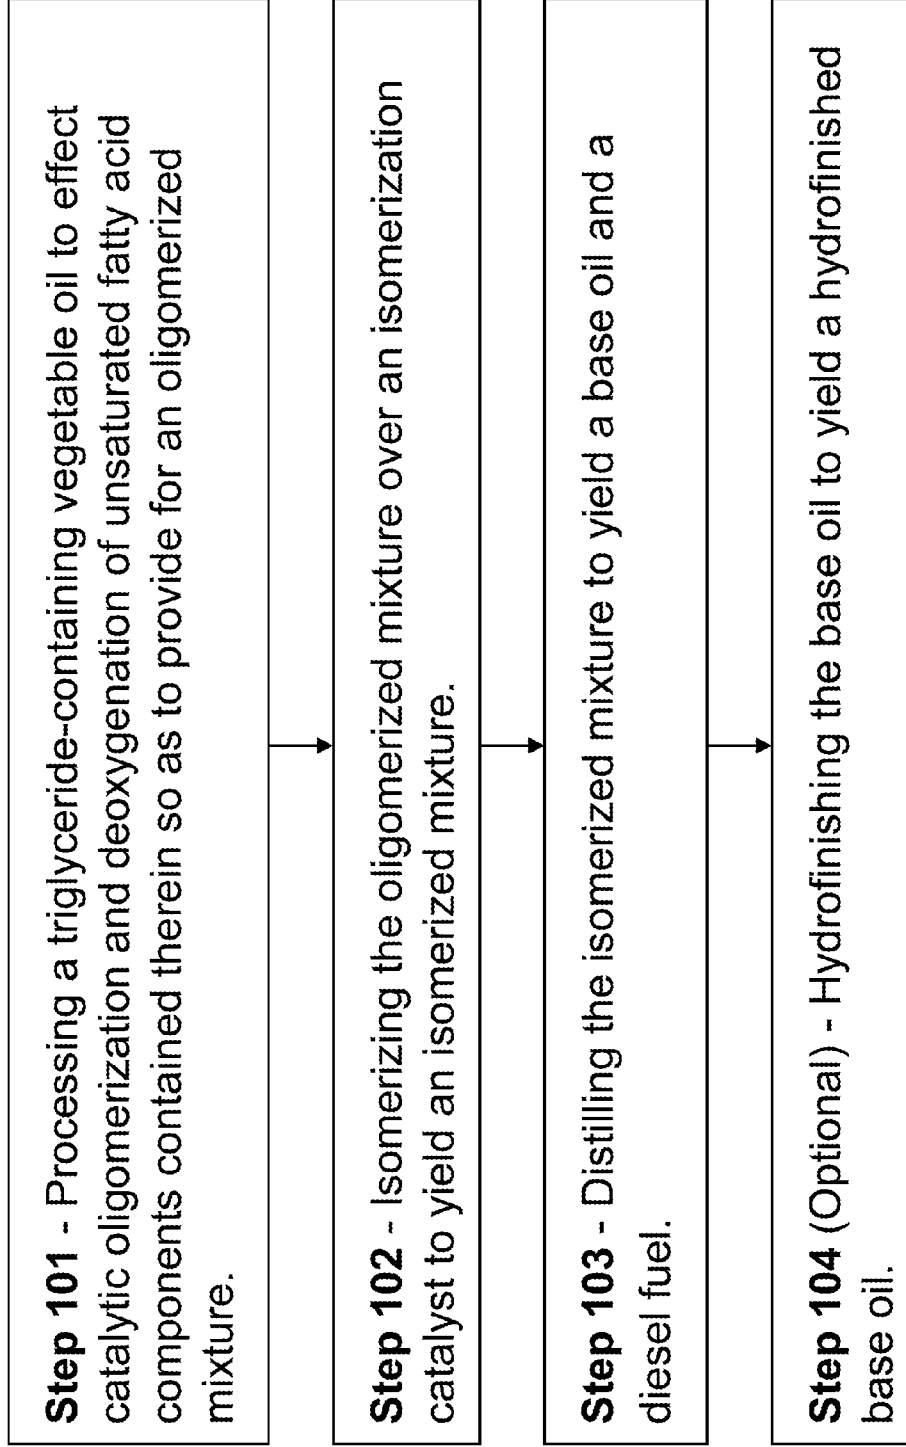 Step 101 - Processing a triglyceride-containing vegetable oil to effect
catalytic oligomerization and deoxygenation of unsaturated fatty acid
components contained therein so as to provide for an oligomerized
mixture.
Step 102 - Isomerizing the oligomerized mixture over an isomerization
catalyst to yield an isomerized mixture.
Step 103 - Distilling the isomerized mixture to yield a base oil and a
diesel fuel.
Step 104 (Optional) - Hydrofinishing the base oil to yield a hydrofinished
base oil.